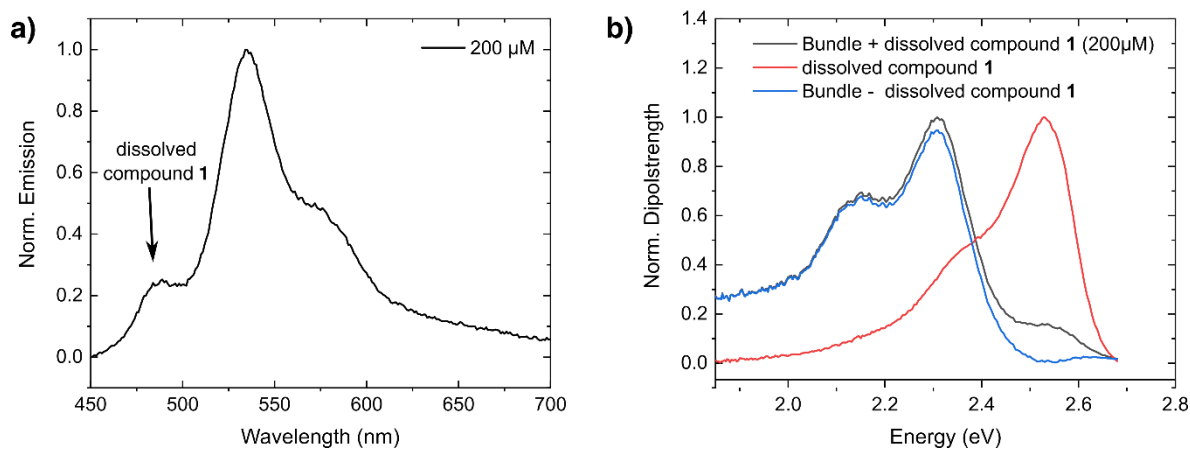 a)
200 µM
dissolved
compound 1
Norm. Emission
1.0
0.8
0.6
0.4
0.2
0.0
450 500 550 600 650 700
Wavelength (nm)
b)
Bundle + dissolved compound 1 (200µM)
dissolved compound 1
Bundle - dissolved compound 1
Norm. Dipolstrength
1.4
1.2
1.0
0.8
0.6
0.4
0.2
0.0
2.0 2.2 2.4 2.6 2.8
Energy (eV)